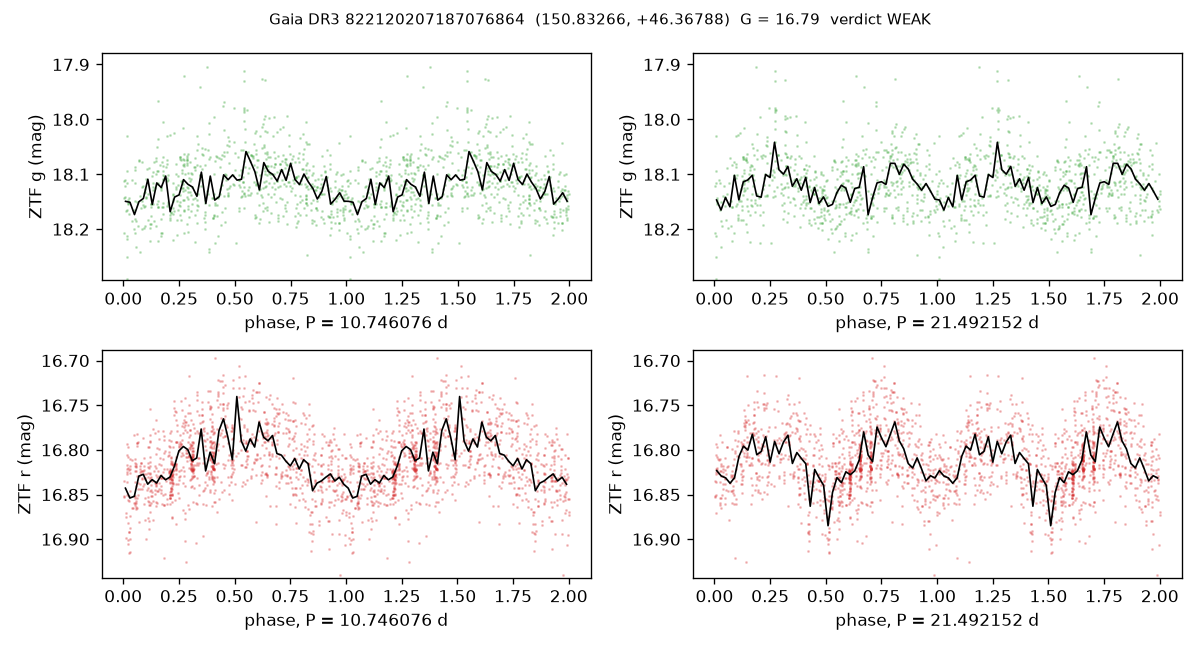 Gaia DR3 822120207187076864  (150.83266, +46.36788)  G = 16.79  verdict WEAK
ZTF g (mag)
17.9
18.0
18.1
18.2
0.00 0.25 0.50 0.75 1.00 1.25 1.50 1.75 2.00
phase, P = 10.746076 d
ZTF g (mag)
17.9
18.0
18.1
18.2
0.00 0.25 0.50 0.75 1.00 1.25 1.50 1.75 2.00
phase, P = 21.492152 d
ZTF r (mag)
16.70
16.75
16.80
16.85
16.90
0.00 0.25 0.50 0.75 1.00 1.25 1.50 1.75 2.00
phase, P = 10.746076 d
ZTF r (mag)
16.70
16.75
16.80
16.85
16.90
0.00 0.25 0.50 0.75 1.00 1.25 1.50 1.75 2.00
phase, P = 21.492152 d